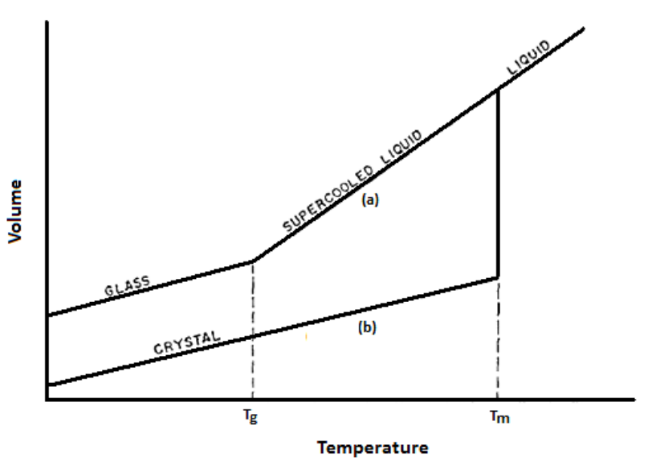 LIQUID
SUPERCOOLED LIQUID
(a)
Volume
GLASS
(b)
CRYSTAL
Tg
Tm
Temperature